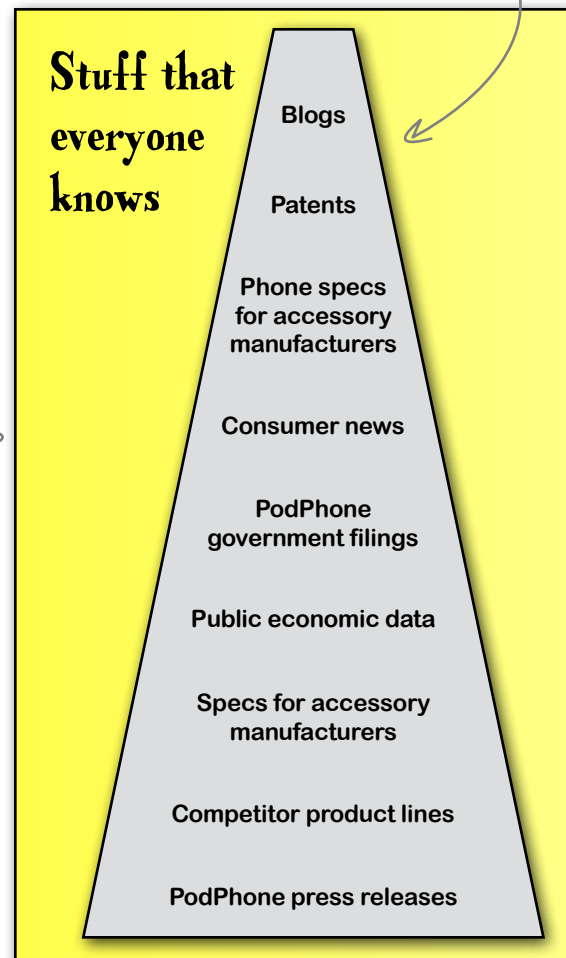 Stuff that
everyone
knows
Blogs
Patents
Phone specs
for accessory
manufacturers
Consumer news
PodPhone
government filings
Public economic data
Specs for accessory
manufacturers
Competitor product lines
PodPhone press releases